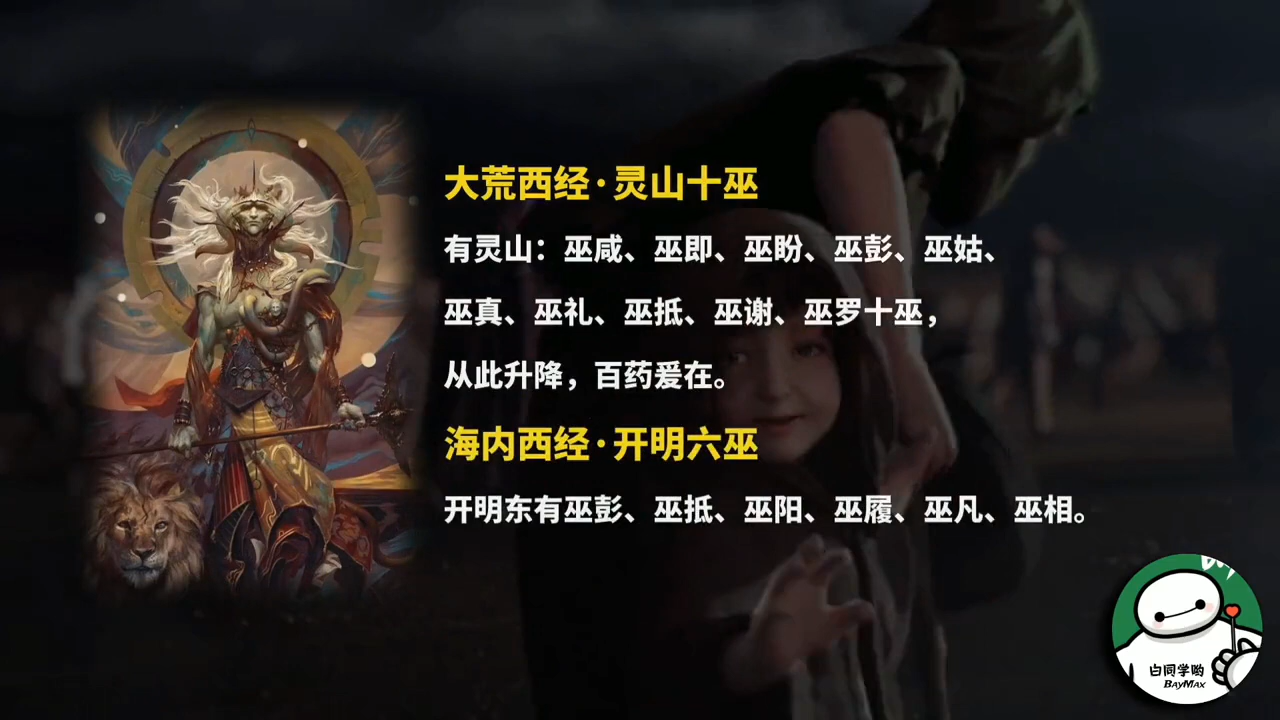 大荒西经·灵山十巫
有灵山：巫咸、巫即、巫盼、巫彭、巫姑、
巫真、巫礼、巫抵、巫谢、巫罗十巫，
从此升降，百药爰在。
海内西经·开明六巫
开明东有巫彭、巫抵、巫阳、巫履、巫凡、巫相。
白同学哟
BAYMAX